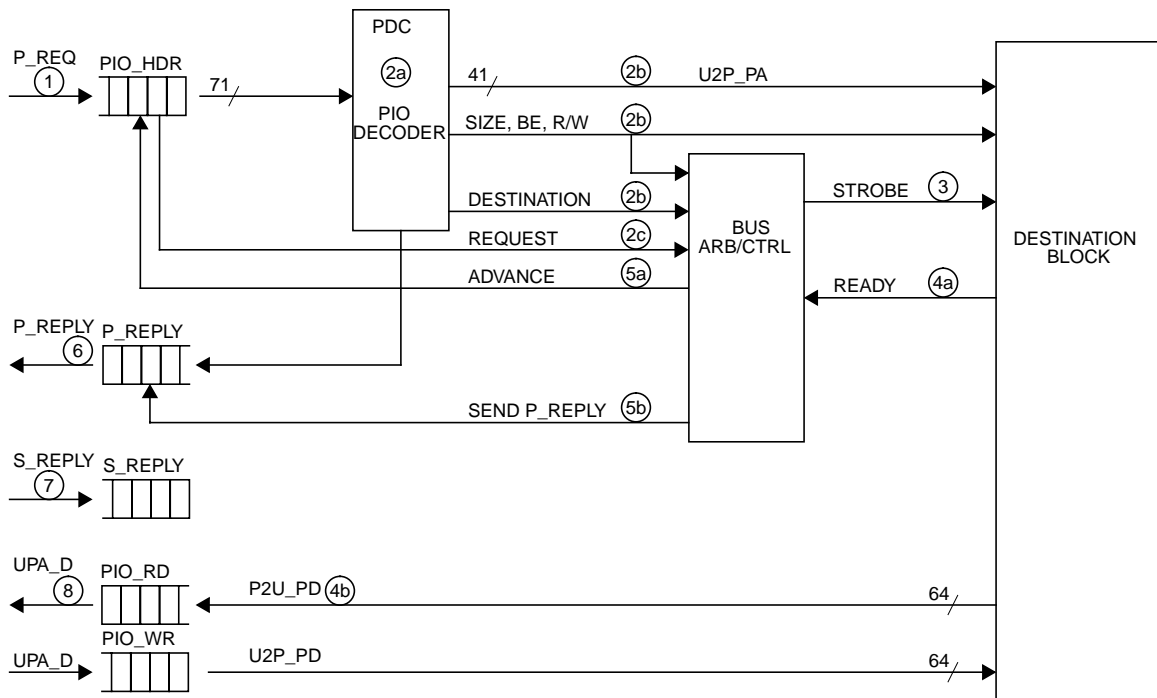 PDC
P_REQ
1
PIO_HDR
71
2a
PIO
DECODER
41
2b
U2P_PA
SIZE, BE, R/W
2b
DESTINATION
2b
REQUEST
2c
ADVANCE
5a
BUS
ARB/CTRL
STROBE
3
READY
4a
DESTINATION
BLOCK
P_REPLY
6
P_REPLY
SEND P_REPLY
5b
S_REPLY
7
S_REPLY
UPA_D
8
PIO_RD
P2U_PD
4b
64
UPA_D
PIO_WR
U2P_PD
64